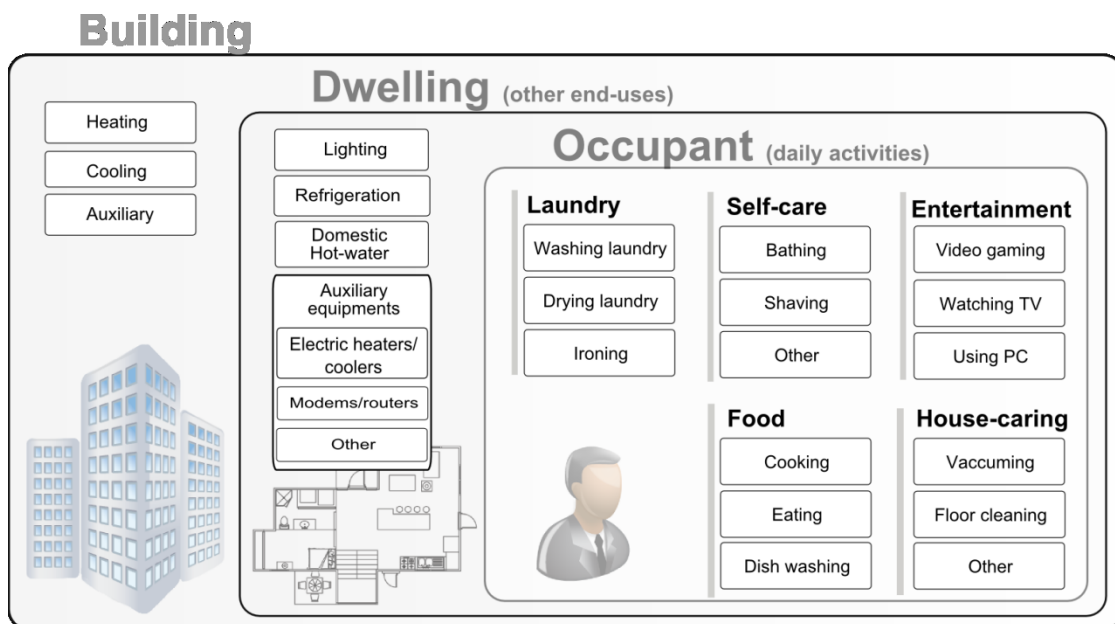 Building
Dwelling (other end-uses)
Heating
Cooling
Auxiliary
Lighting
Refrigeration
Domestic
Hot-water
Auxiliary
equipments
Electric heaters/
coolers
Modems/routers
Other
Occupant (daily activities)
Laundry
Washing laundry
Drying laundry
Ironing
Self-care
Bathing
Shaving
Other
Entertainment
Video gaming
Watching TV
Using PC
Food
Cooking
Eating
Dish washing
House-caring
Vaccuming
Floor cleaning
Other